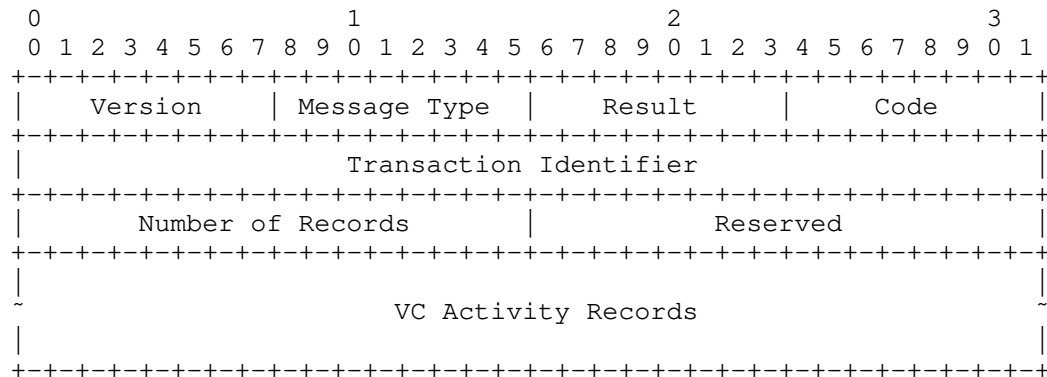 0                   1                   2                   3
 0 1 2 3 4 5 6 7 8 9 0 1 2 3 4 5 6 7 8 9 0 1 2 3 4 5 6 7 8 9 0 1
+-+-+-+-+-+-+-+-+-+-+-+-+-+-+-+-+-+-+-+-+-+-+-+-+-+-+-+-+-+-+-+-+
|    Version    | Message Type  |    Result     |     Code      |
+-+-+-+-+-+-+-+-+-+-+-+-+-+-+-+-+-+-+-+-+-+-+-+-+-+-+-+-+-+-+-+-+
|                    Transaction Identifier                     |
+-+-+-+-+-+-+-+-+-+-+-+-+-+-+-+-+-+-+-+-+-+-+-+-+-+-+-+-+-+-+-+-+
|       Number of Records       |           Reserved            |
+-+-+-+-+-+-+-+-+-+-+-+-+-+-+-+-+-+-+-+-+-+-+-+-+-+-+-+-+-+-+-+-+
|                                                               |
~                       VC Activity Records                     ~
|                                                               |
+-+-+-+-+-+-+-+-+-+-+-+-+-+-+-+-+-+-+-+-+-+-+-+-+-+-+-+-+-+-+-+-+